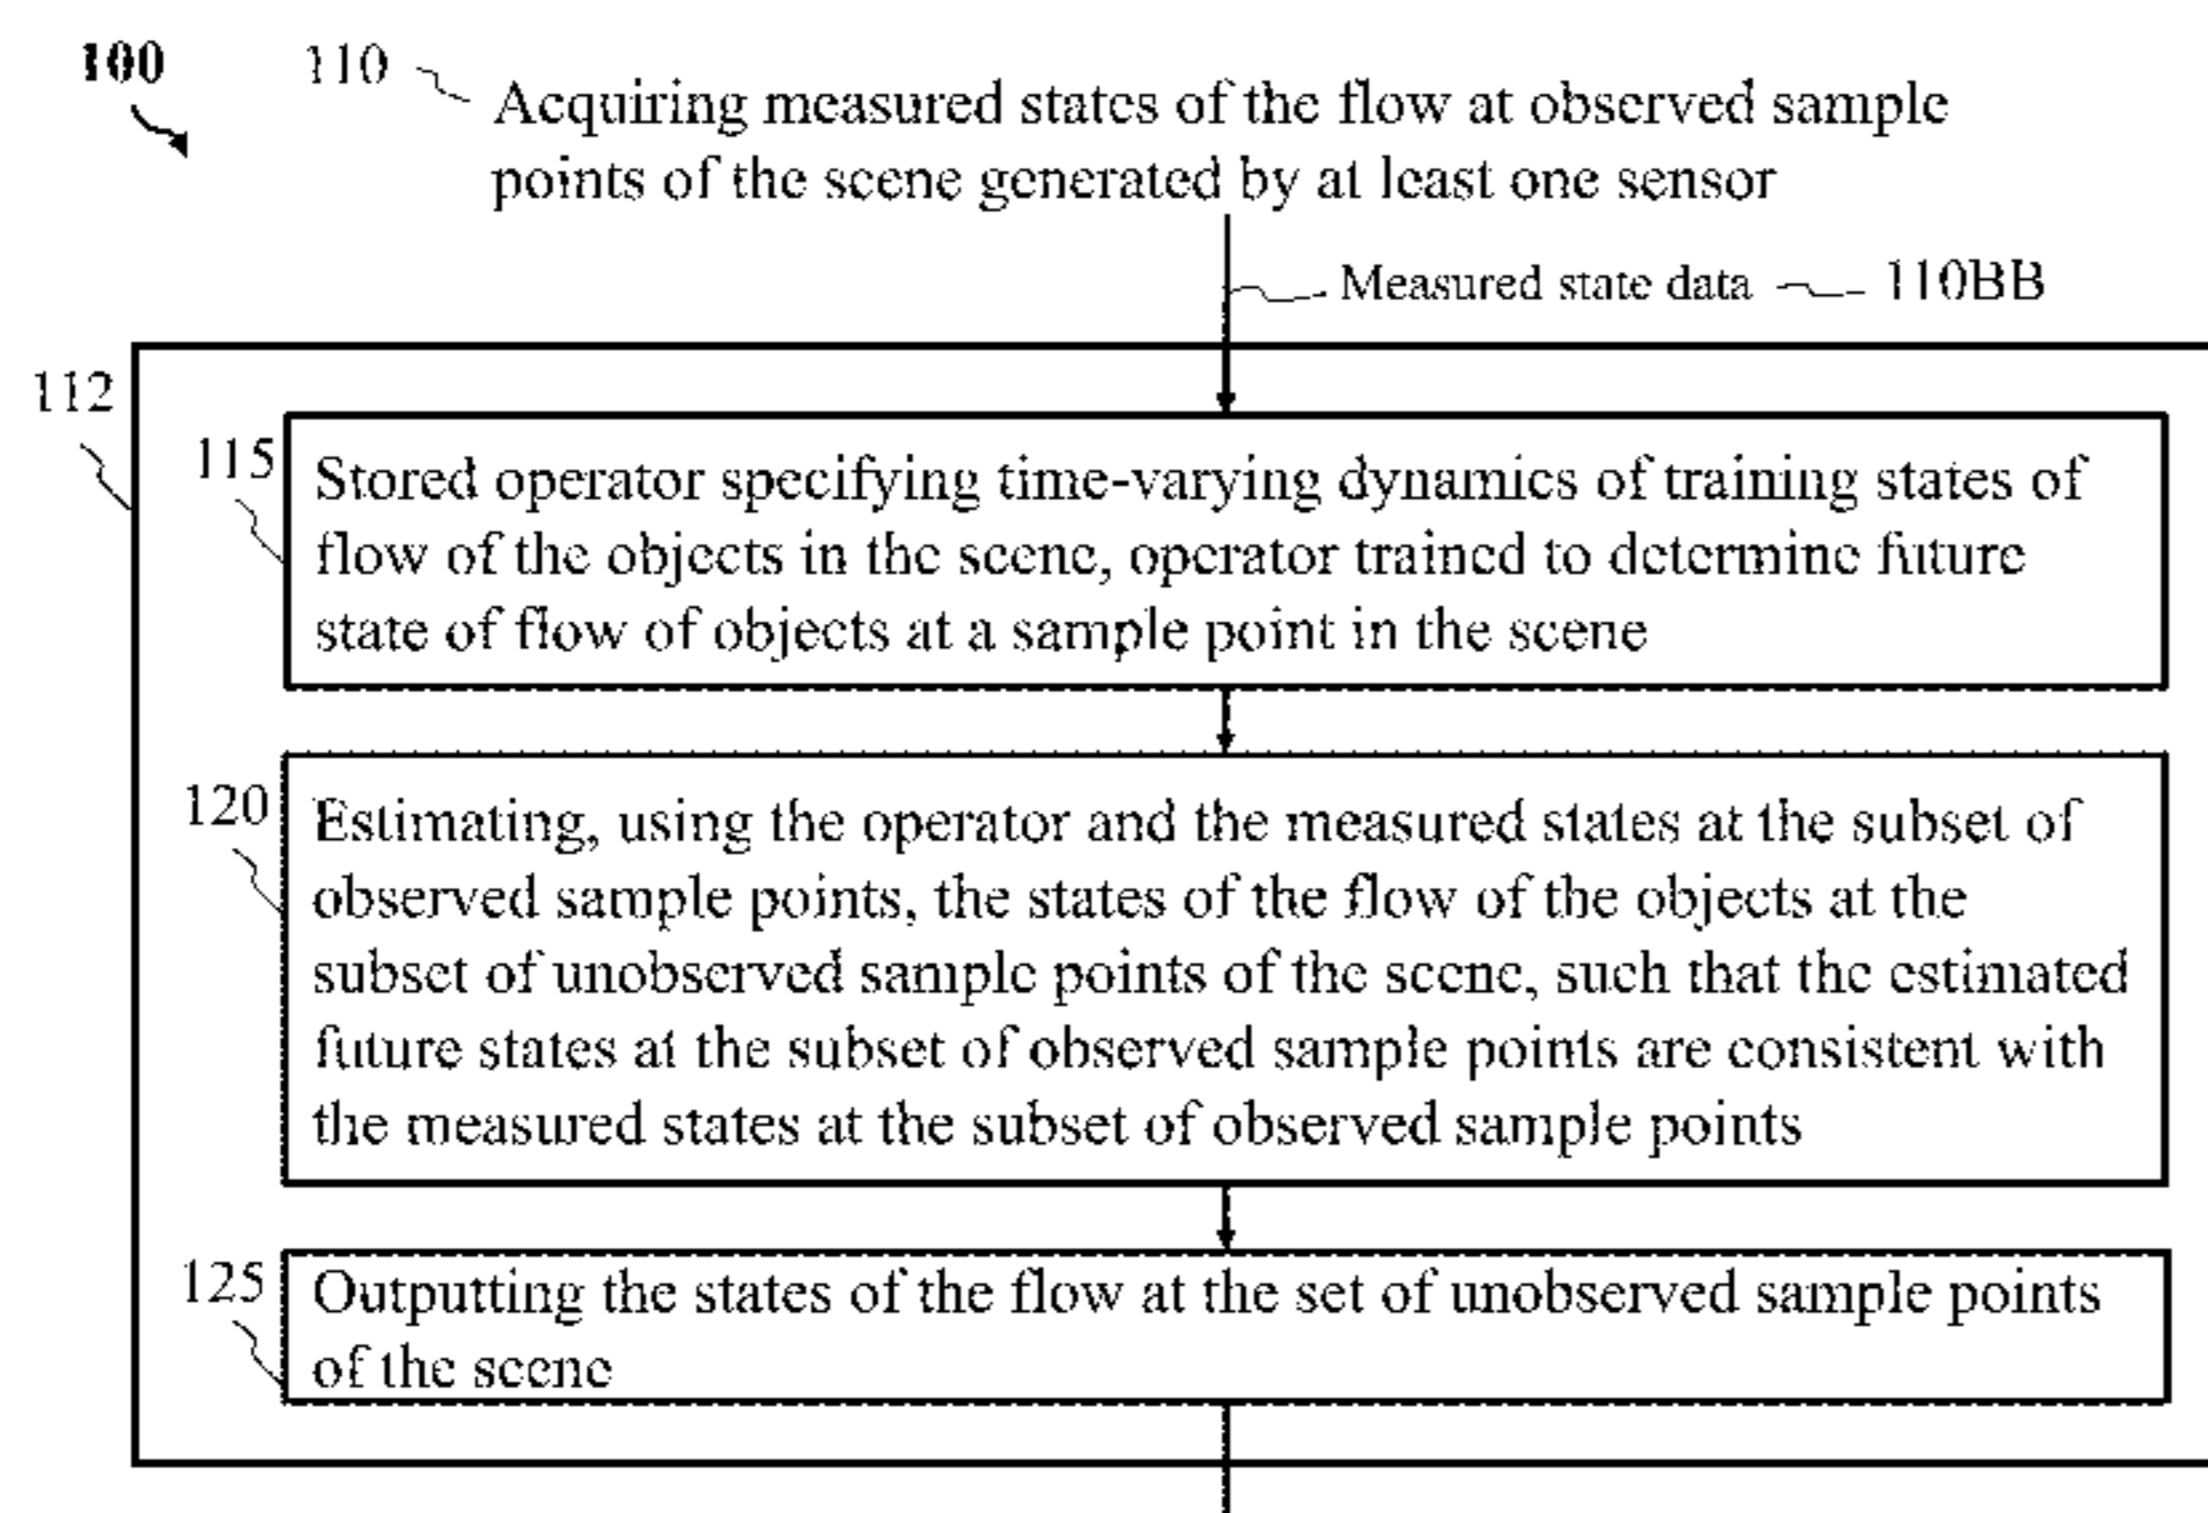 100
110
Acquiring measured states of the flow at observed sample
points of the scene generated by at least one sensor
Measured state data
110BB
112
115
Stored operator specifying time-varying dynamics of training states of
flow of the objects in the scene, operator trained to determine future
state of flow of objects at a sample point in the scene
120
Estimating, using the operator and the measured states at the subset of
observed sample points, the states of the flow of the objects at the
subset of unobserved sample points of the scene, such that the estimated
future states at the subset of observed sample points are consistent with
the measured states at the subset of observed sample points
125
Outputting the states of the flow at the set of unobserved sample points
of the scene